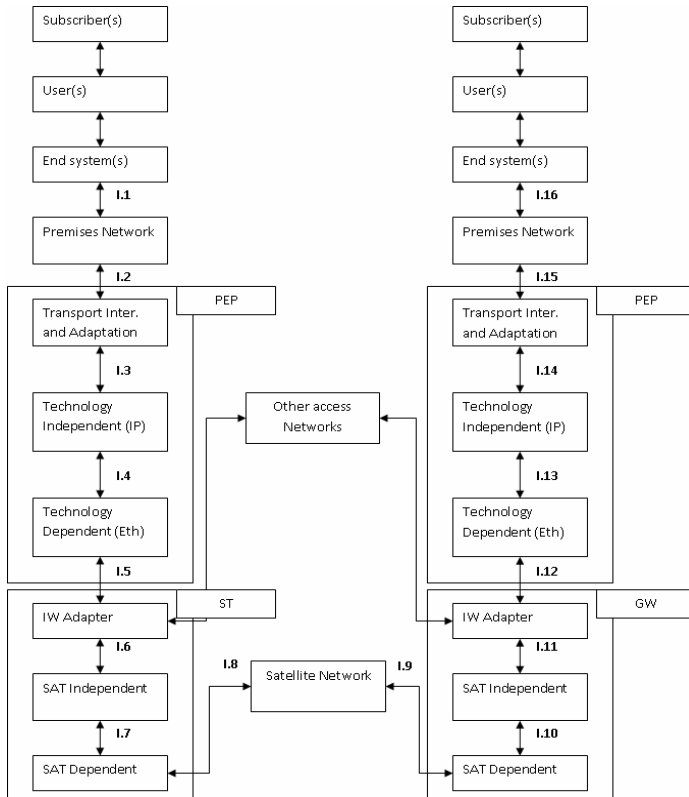 Subscriber(s)
User(s)
End system(s)
I.1
Premises Network
I.2
PEP
Transport Inter.
and Adaptation
I.3
Technology
Independent (IP)
I.4
Technology
Dependent (Eth)
I.5
ST
IW Adapter
I.6
SAT Independent
I.7
SAT Dependent
Other access
Networks
I.8
I.9
Satellite Network
Subscriber(s)
User(s)
End system(s)
I.16
Premises Network
I.15
PEP
Transport Inter.
and Adaptation
I.14
Technology
Independent (IP)
I.13
Technology
Dependent (Eth)
I.12
GW
IW Adapter
I.11
SAT Independent
I.10
SAT Dependent